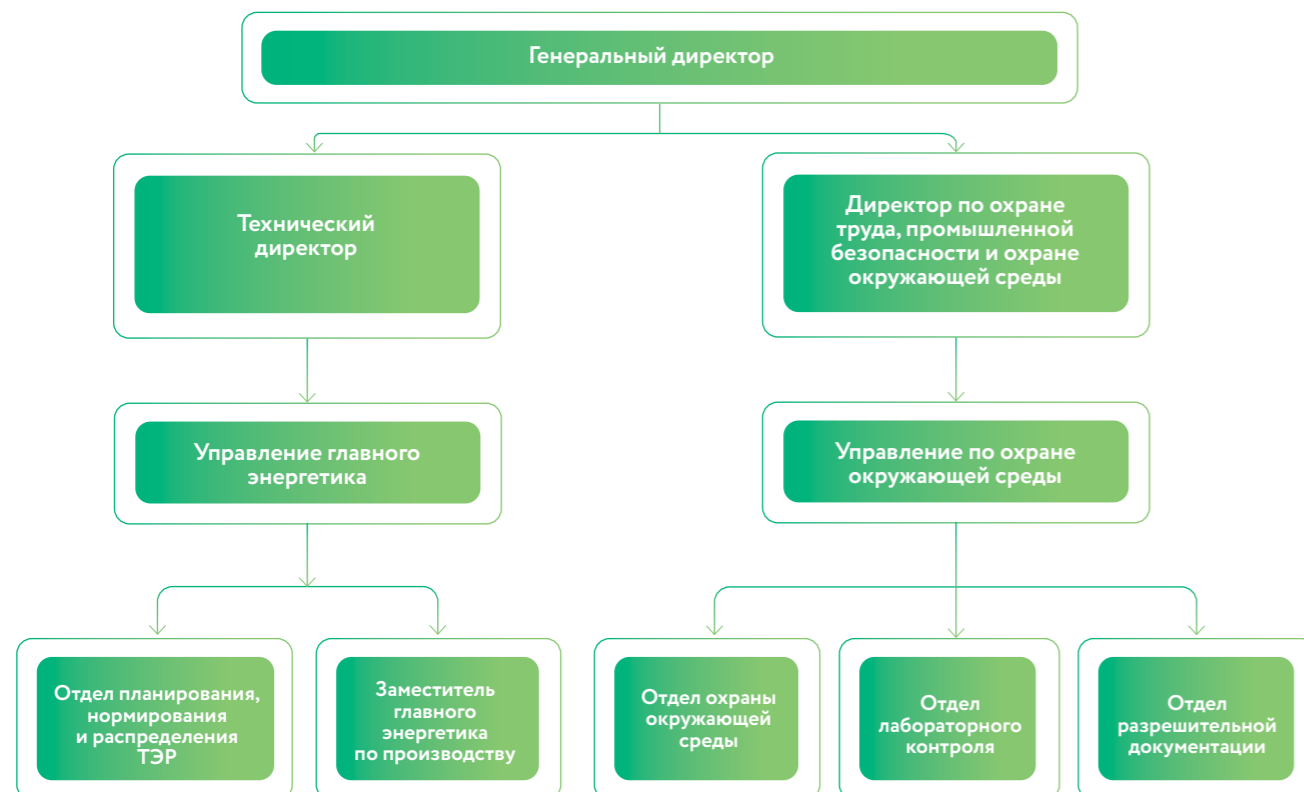 Генеральный директор
Технический
директор
Директор по охране
труда, промышленной
безопасности и охране
окружающей среды
Управление главного
энергетика
Управление по охране
окружающей среды
Отдел планирования,
нормирования
и распределения
ТЭР
Заместитель
главного
энергетика
по производству
Отдел охраны
окружающей
среды
Отдел
лабораторного
контроля
Отдел
разрешительной
документации